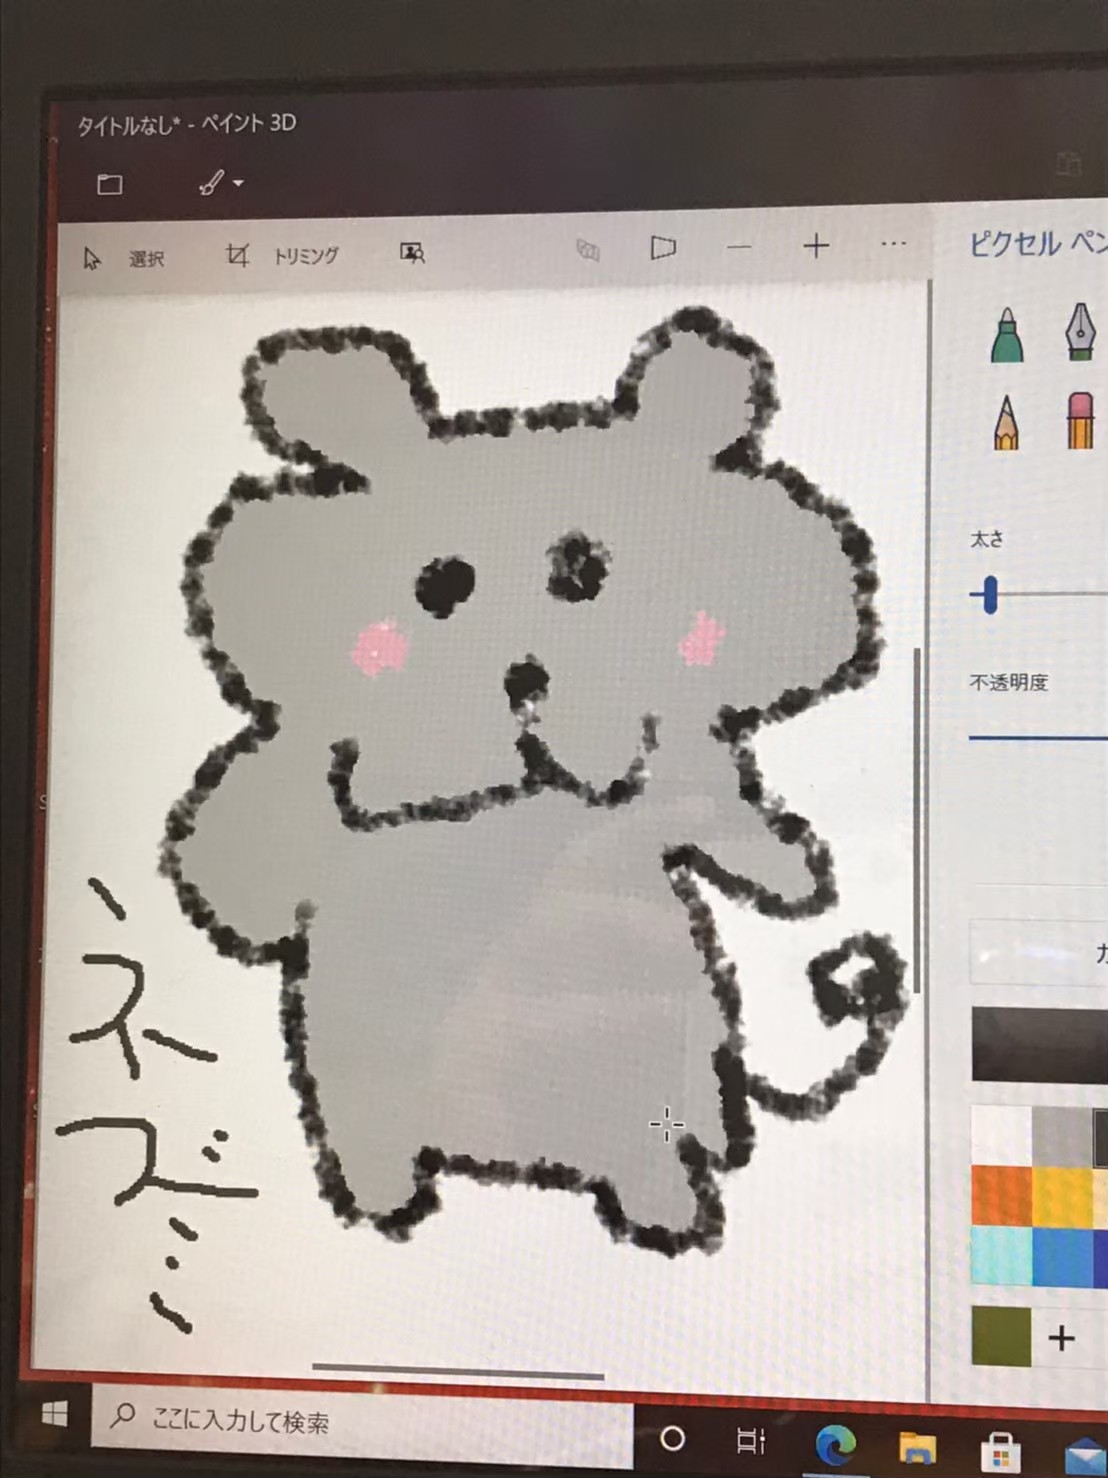 タイトルなし* - ペイント 3D
選択
トリミング
ピクセル ペン
太さ
不透明度
ネズミ
ここに入力して検索